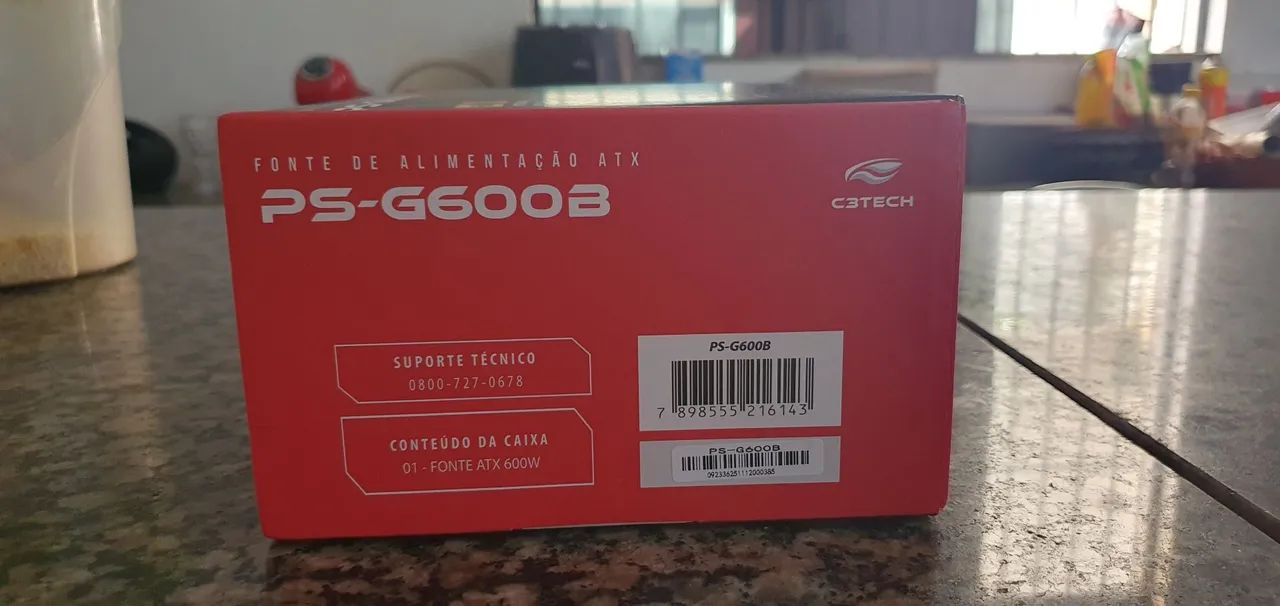 FONTE DE ALIMENTAÇÃO ATX
PS-G600B
C3TECH
SUPORTE TÉCNICO
0800-727-0678
CONTEÚDO DA CAIXA
01 - FONTE ATX 600W
PS-G600B
7 898555 216143
PS-G600B
092336251112000385